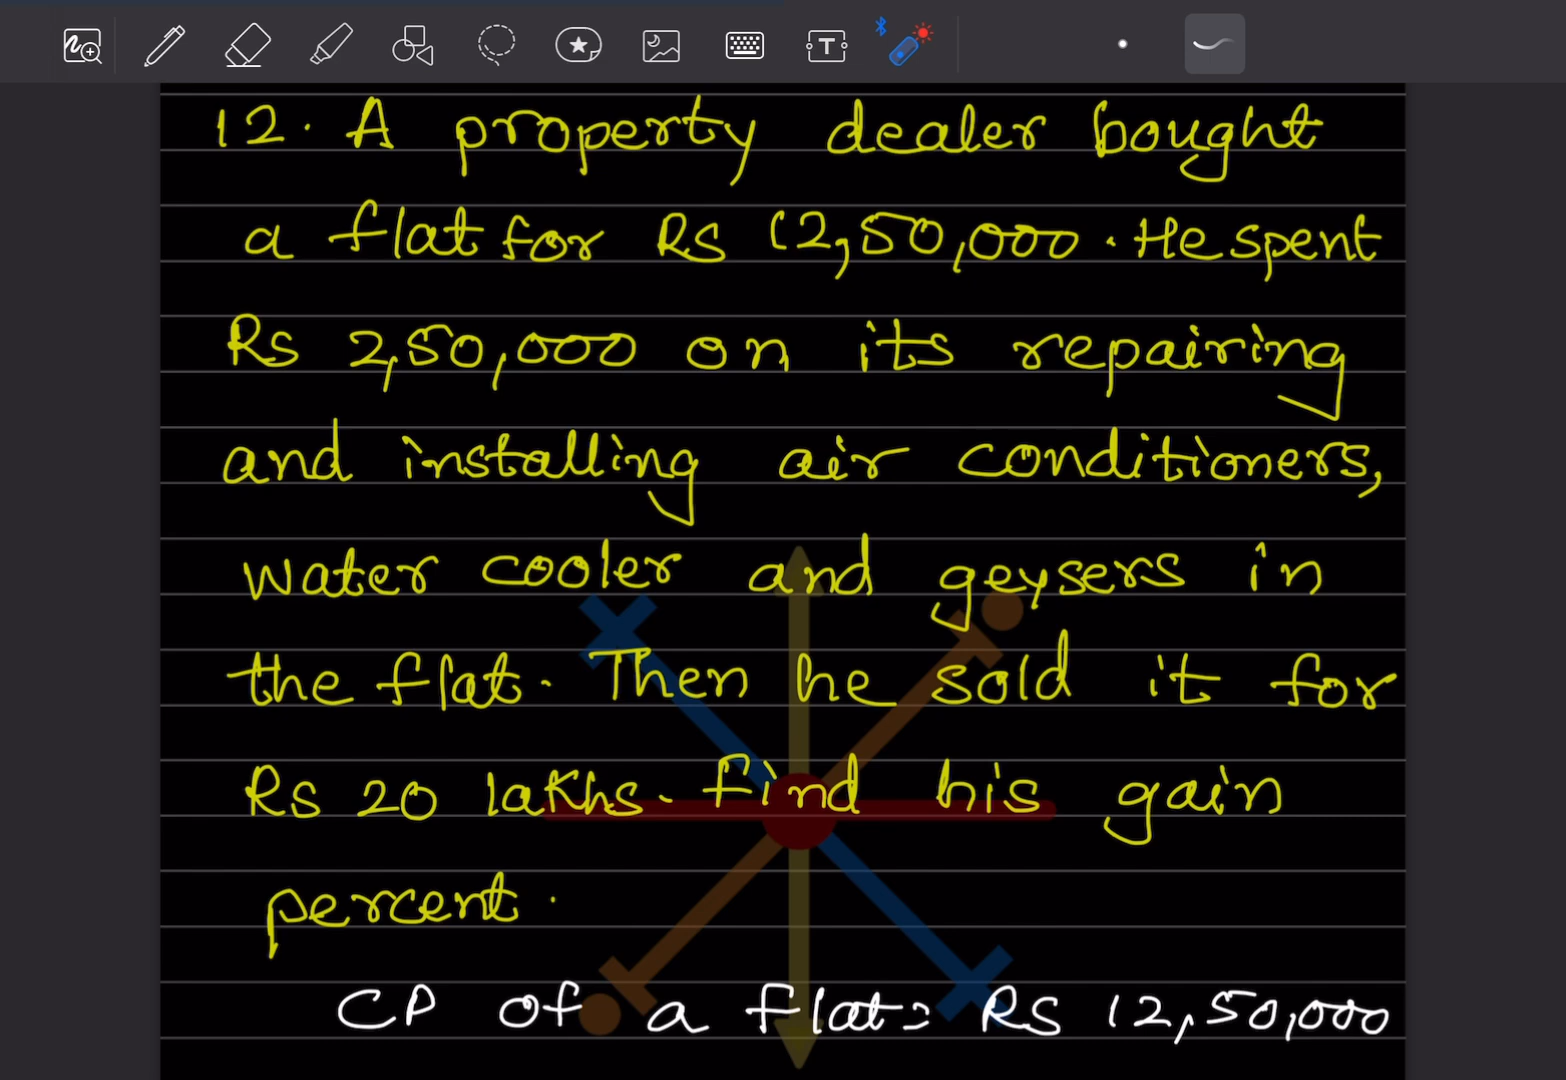 12. A property dealer bought
a flat for Rs 12,50,000. He spent
Rs 2,50,000 on its repairing
and installing air conditioners,
water cooler and geysers in
the flat. Then he sold it for
Rs 20 lakhs. Find his gain
percent.
CP of a flat = Rs 12,50,000